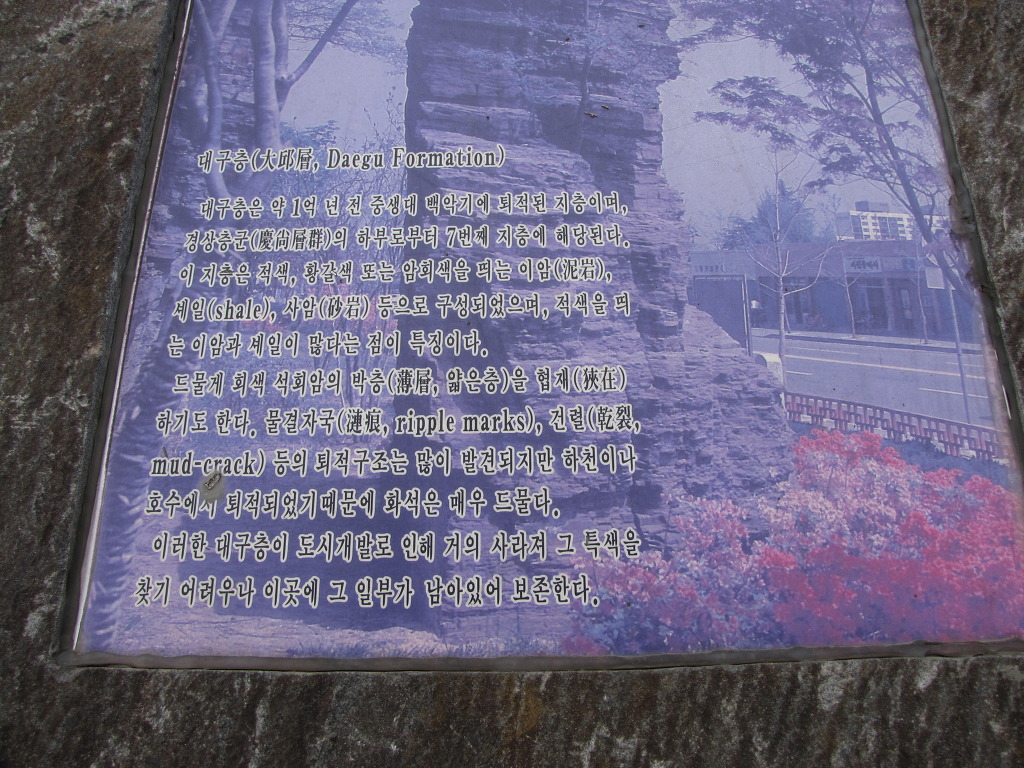 대구층(大邱層, Daegu Formation)
대구층은 약 1억 년 전 중생대 백악기에 퇴적된 지층이며,
경상층군(慶尙層群)의 하부로부터 7번째 지층에 해당된다.
이 지층은 적색, 황갈색 또는 암회색을 띄는 이암(泥岩),
셰일(shale), 사암(砂岩) 등으로 구성되었으며, 적색을 띄
는 이암과 셰일이 많다는 점이 특징이다.
드물게 회색 석회암의 박층(薄層, 얇은층)을 협재(狹在)
하기도 한다. 물결자국(漣痕, ripple marks), 건렬(乾裂,
mud-crack) 등의 퇴적구조는 많이 발견되지만 하천이나
호수에서 퇴적되었기때문에 화석은 매우 드물다.
이러한 대구층이 도시개발로 인해 거의 사라져 그 특색을
찾기 어려우나 이곳에 그 일부가 남아있어 보존한다.